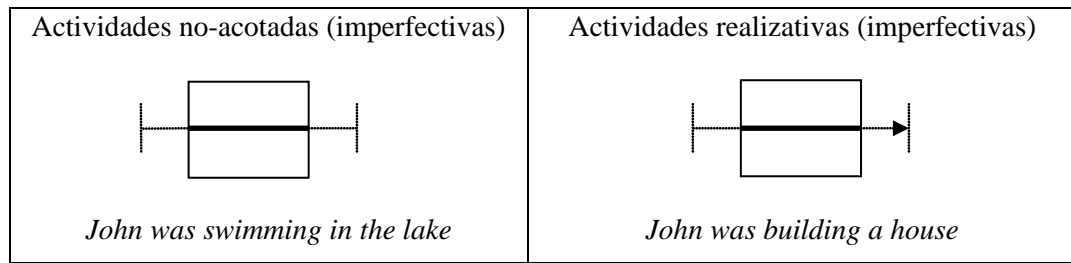 Actividades no-acotadas (imperfectivas)
John was swimming in the lake
Actividades realizativas (imperfectivas)
John was building a house